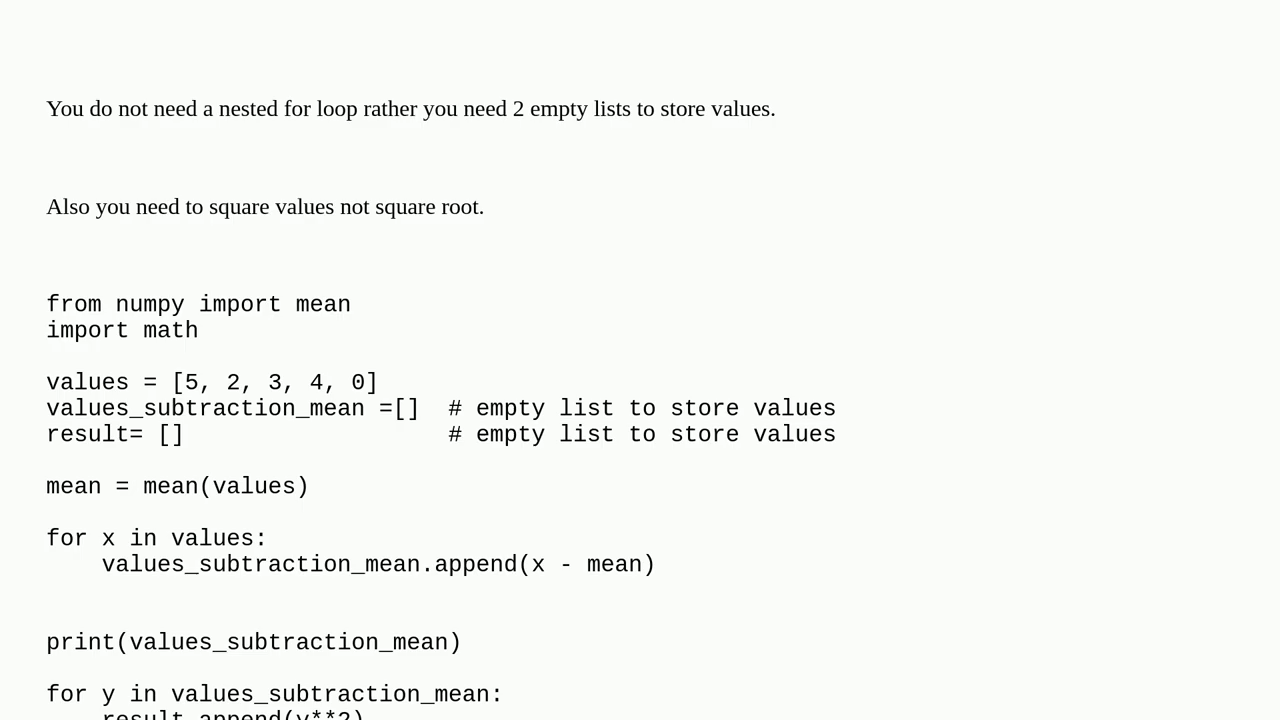 You do not need a nested for loop rather you need 2 empty lists to store values.
Also you need to square values not square root.
from numpy import mean
import math
values = [5, 2, 3, 4, 0]
values_subtraction_mean =[]  # empty list to store values
result= []                   # empty list to store values
mean = mean(values)
for x in values:
    values_subtraction_mean.append(x - mean)
print(values_subtraction_mean)
for y in values_subtraction_mean:
    result.append(y**2)